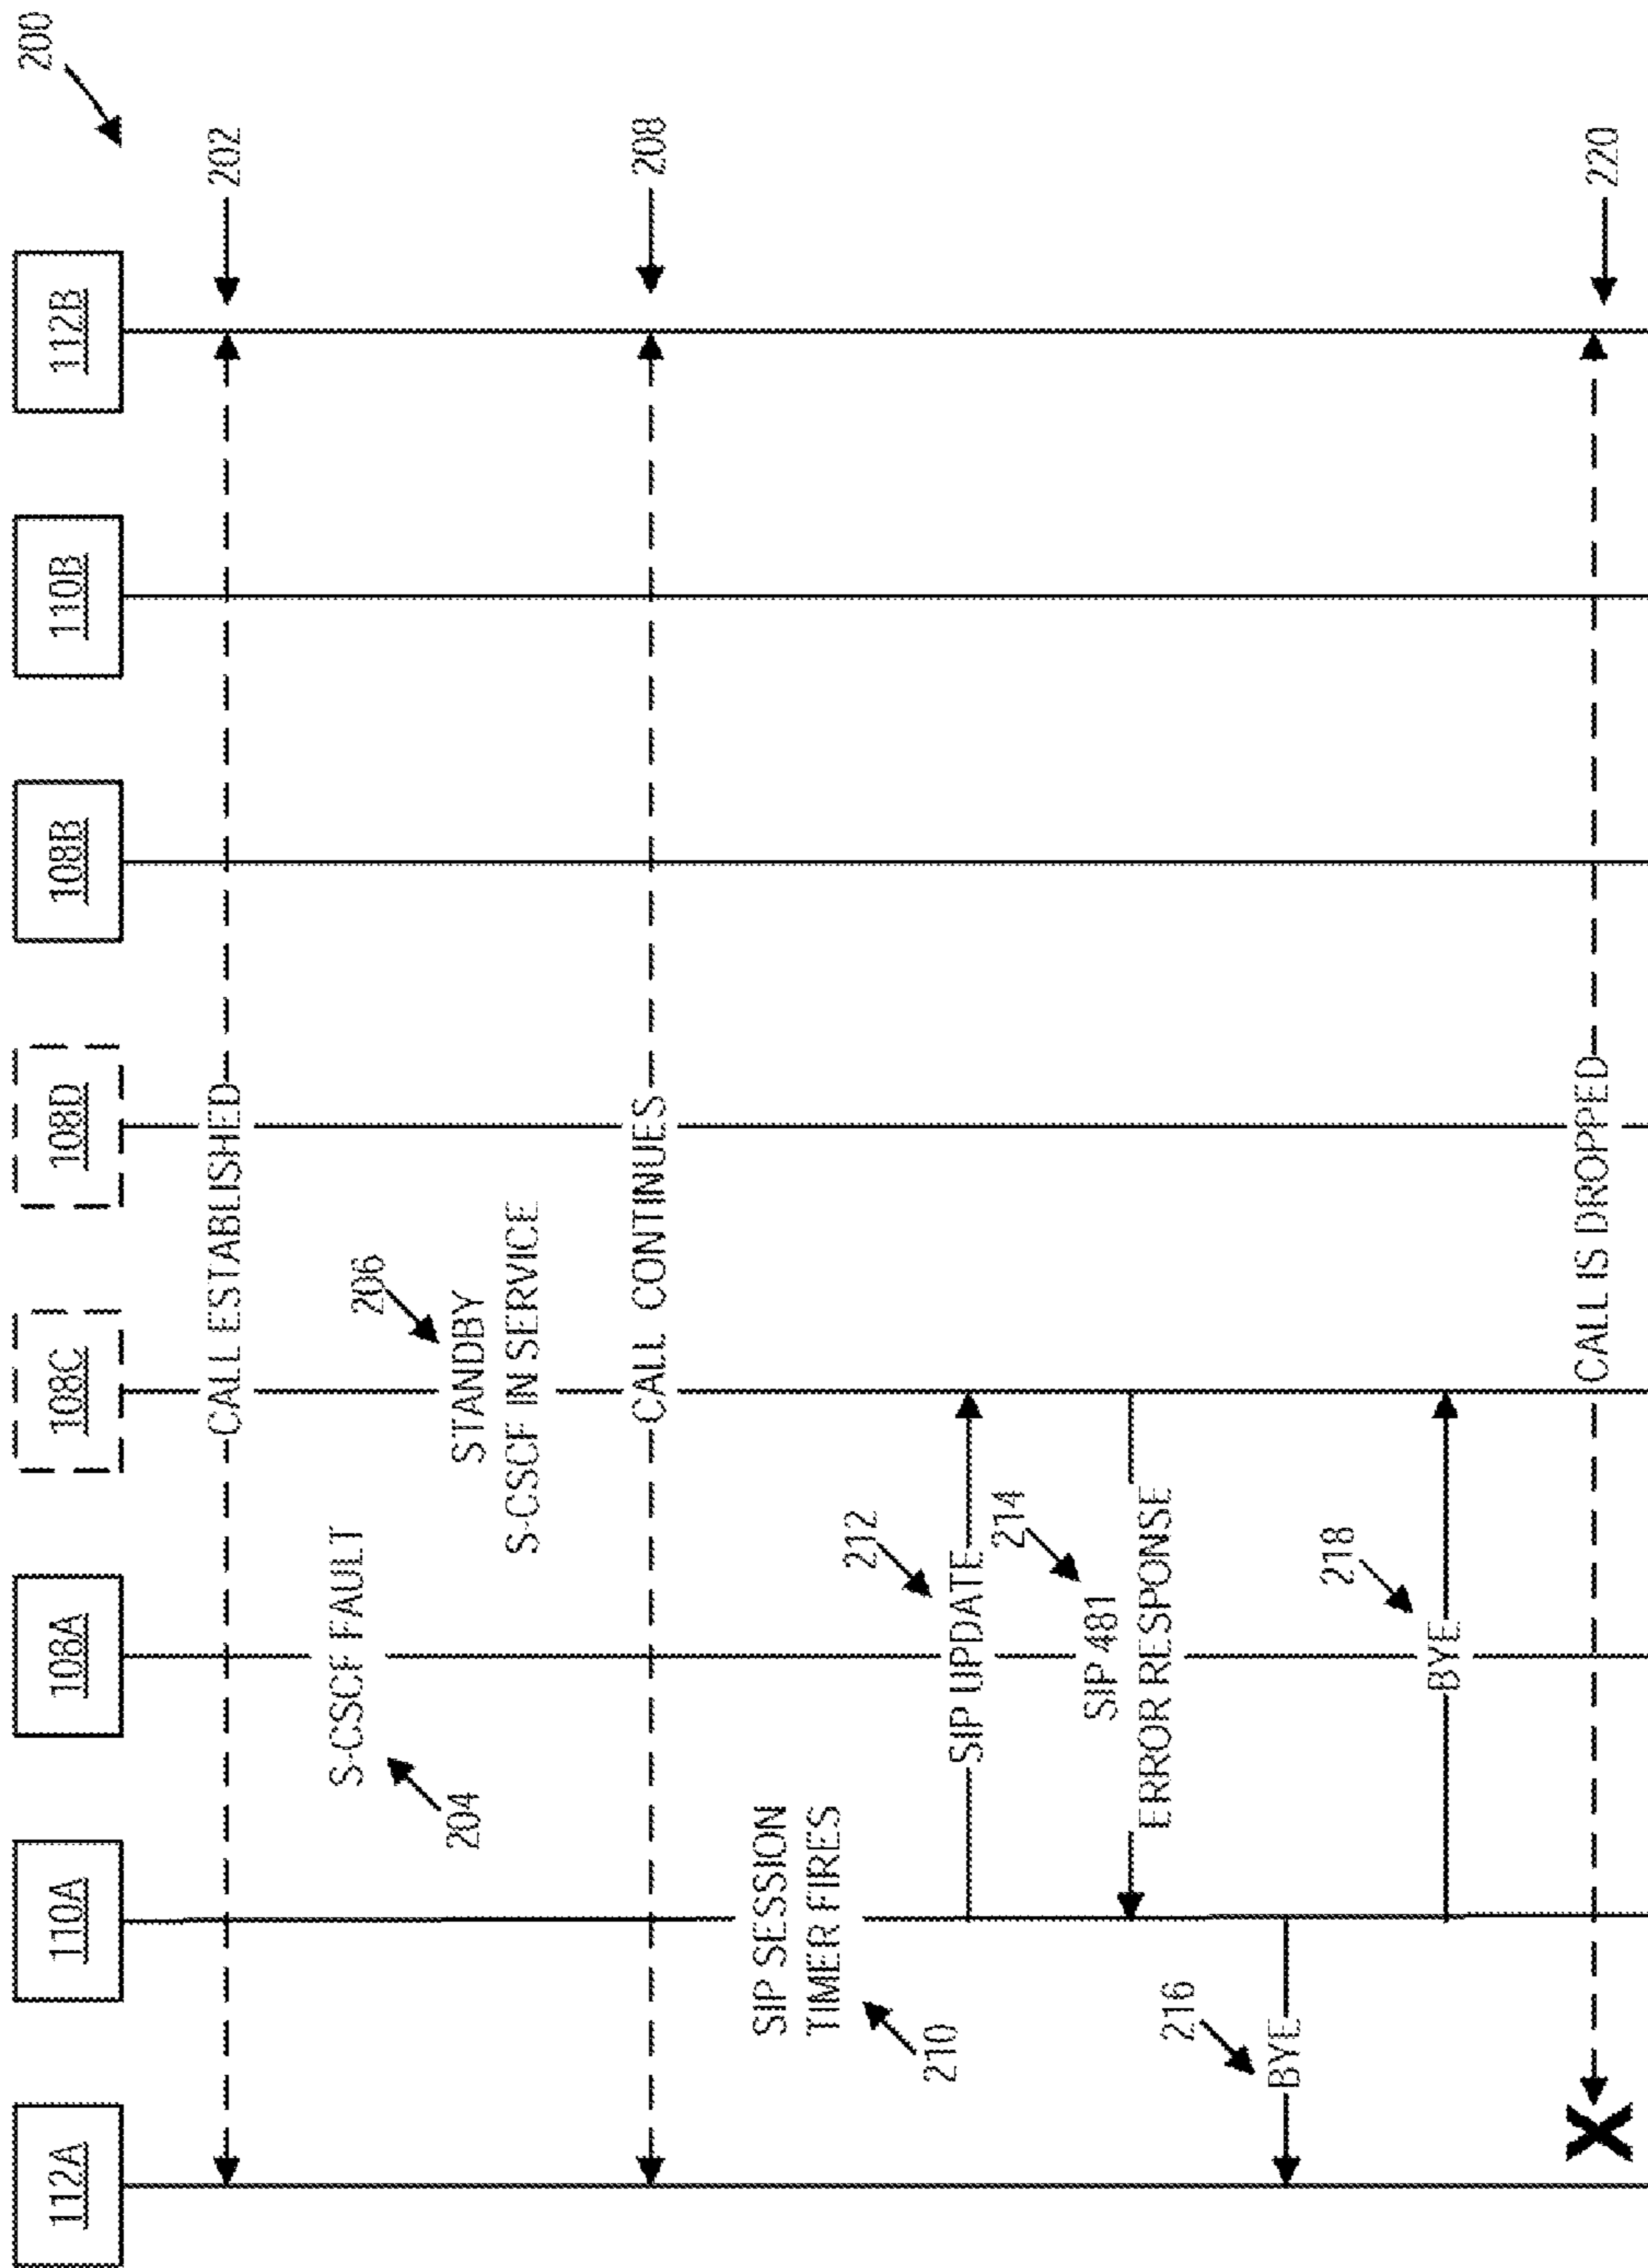 200
112A
110A
108A
108C
108D
108B
110B
112B
CALL ESTABLISHED
202
S-CSCF FAULT
204
206
STANDBY
S-CSCF IN SERVICE
CALL CONTINUES
208
SIP SESSION
TIMER FIRES
210
212
SIP UPDATE
214
SIP 481
ERROR RESPONSE
216
BYE
218
BYE
CALL IS DROPPED
220
X